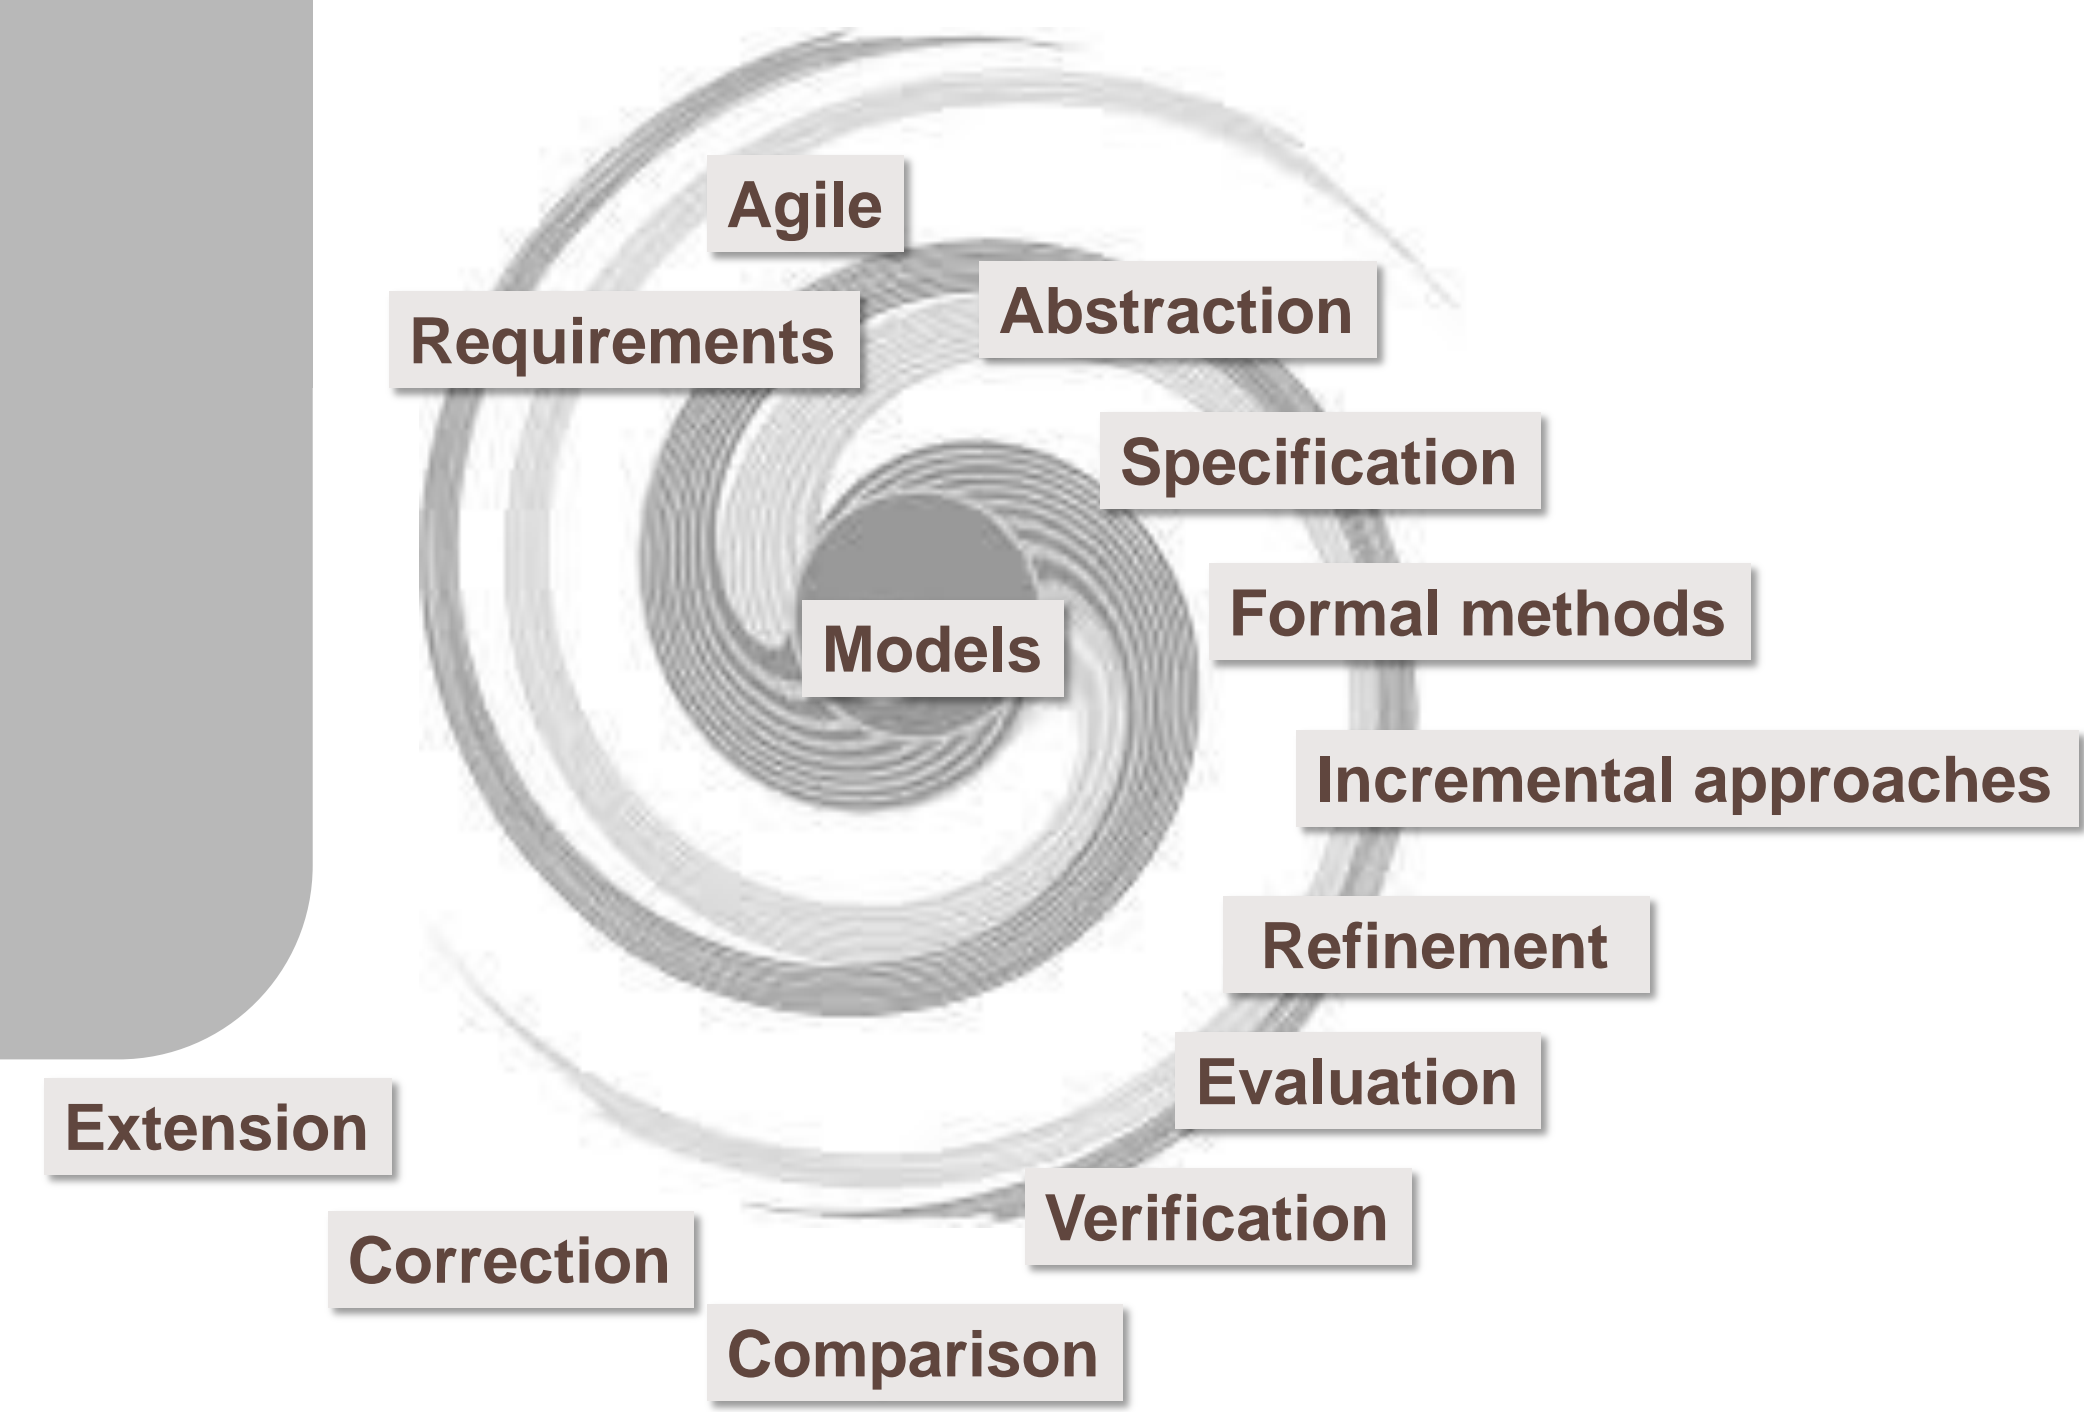 Agile
Abstraction
Requirements
Specification
Formal methods
Models
Incremental approaches
Refinement
Evaluation
Extension
Verification
Correction
Comparison